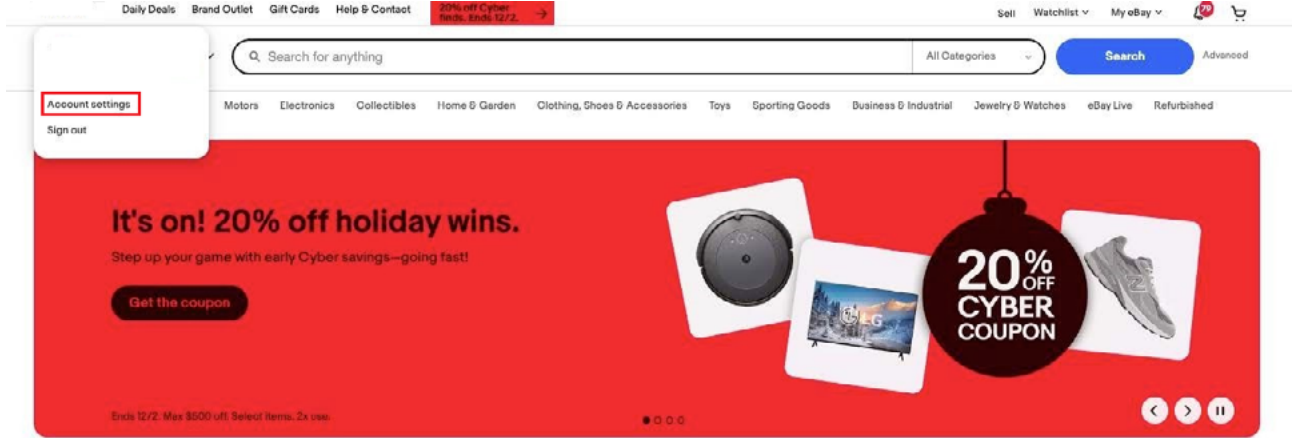 Daily Deals Brand Outlet Gift Cards Help & Contact
20% off Cyber
finds. Ends 12/2.
Sell Watchlist My eBay 79
Search for anything All Categories Search Advanced
Account settings
Sign out
Motors Electronics Collectibles Home & Garden Clothing, Shoes & Accessories Toys Sporting Goods Business & Industrial Jewelry & Watches eBay Live Refurbished
It's on! 20% off holiday wins.
Step up your game with early Cyber savings—going fast!
Get the coupon
LG
20% OFF
CYBER
COUPON
N
Ends 12/2. Max $500 off. Select items. 2x use.